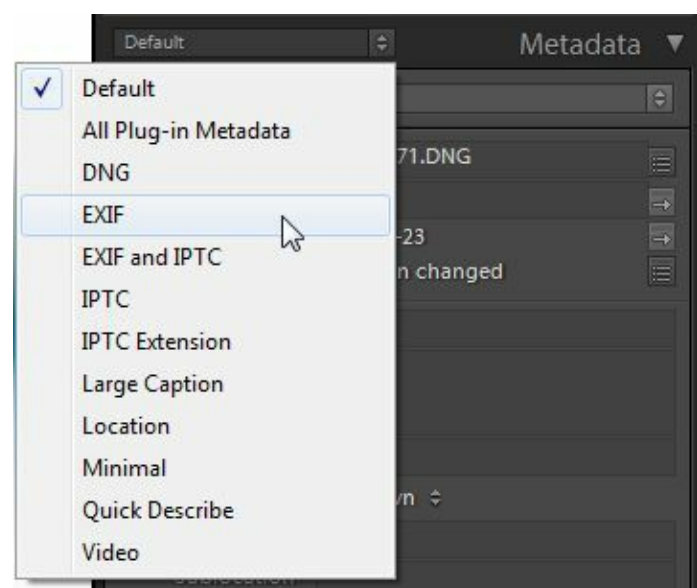 Default
Metadata
Default
All Plug-in Metadata
DNG
71.DNG
EXIF
EXIF and IPTC
-23
IPTC
n changed
IPTC Extension
Large Caption
Location
Minimal
Quick Describe
vn
Video